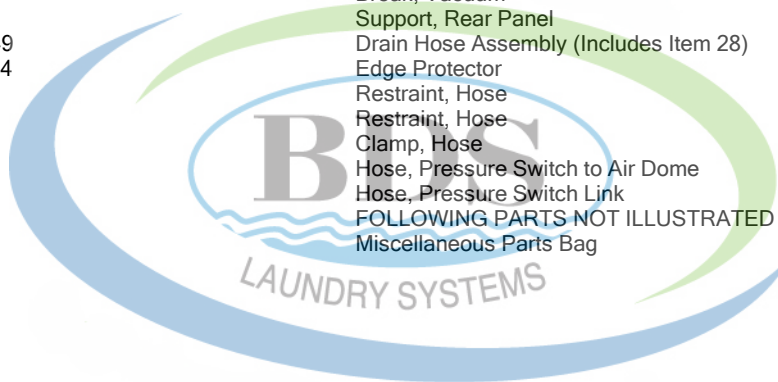 Support, Rear Panel
9 Drain Hose Assembly (Includes Item 28)
4 Edge Protector
Restraint, Hose
Restraint, Hose
Clamp, Hose
Hose, Pressure Switch to Air Dome
Hose, Pressure Switch Link
FOLLOWING PARTS NOT ILLUSTRATED
Miscellaneous Parts Bag
BDS
LAUNDRY SYSTEMS